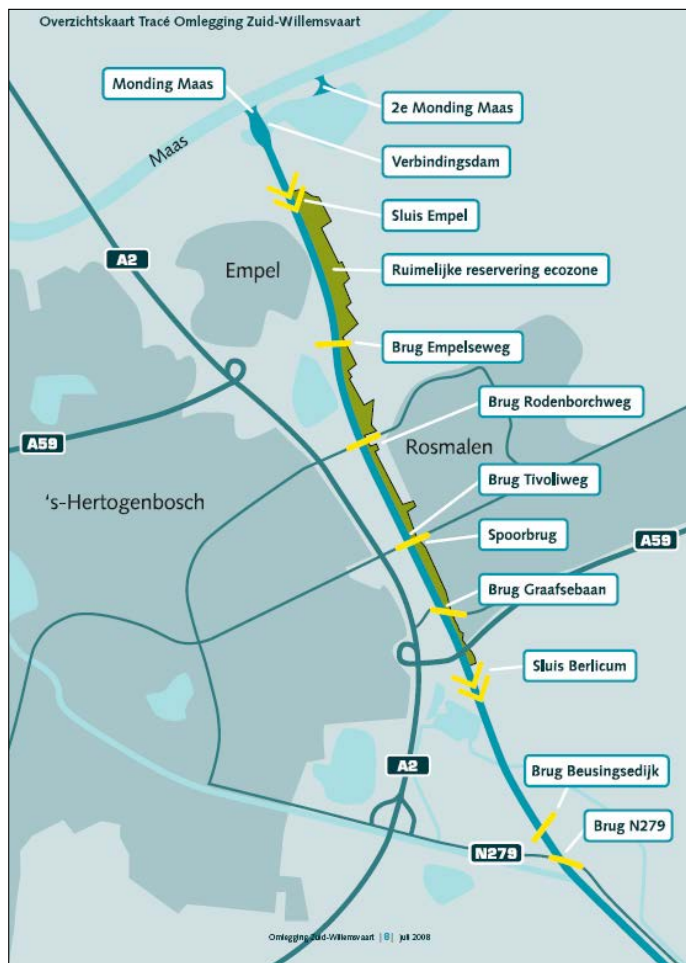 Overzichtskaart Tracé Omlegging Zuid-Willemsvaart
Monding Maas
2e Monding Maas
Maas
Verbindingsdam
Sluis Empel
A2
Empel
Ruimelijke reservering ecozone
Brug Empelseweg
Brug Rodenborchweg
A59
Rosmalen
's-Hertogenbosch
Brug Tivoliweg
Spoorbrug
A59
Brug Graafsebaan
Sluis Berlicum
A2
Brug Beusingsedijk
Brug N279
N279
Omlegging Zuid-Willemsvaart |8| juli 2008